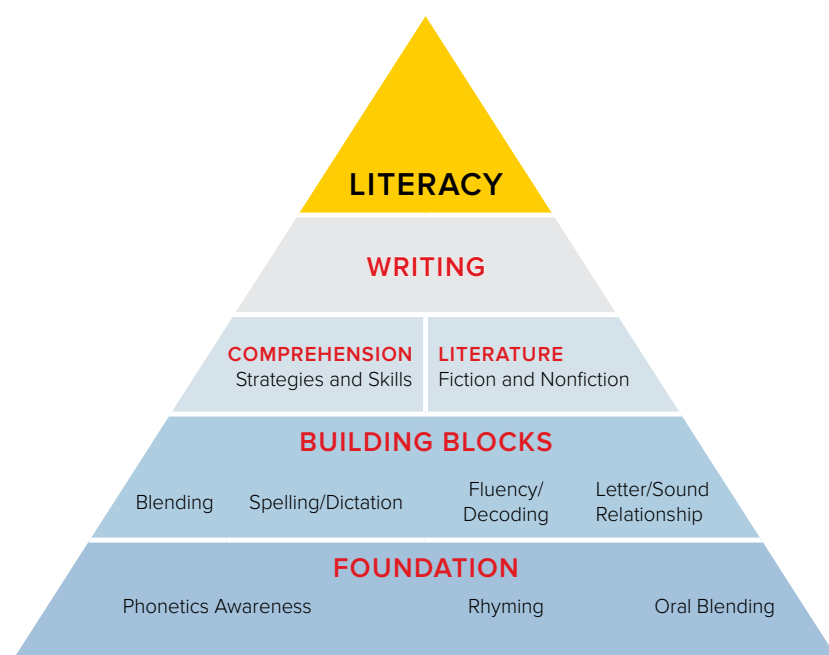 LITERACY
WRITING
COMPREHENSION
Strategies and Skills
LITERATURE
Fiction and Nonfiction
BUILDING BLOCKS
Blending
Spelling/Dictation
Fluency/
Decoding
Letter/Sound
Relationship
FOUNDATION
Phonetics Awareness
Rhyming
Oral Blending